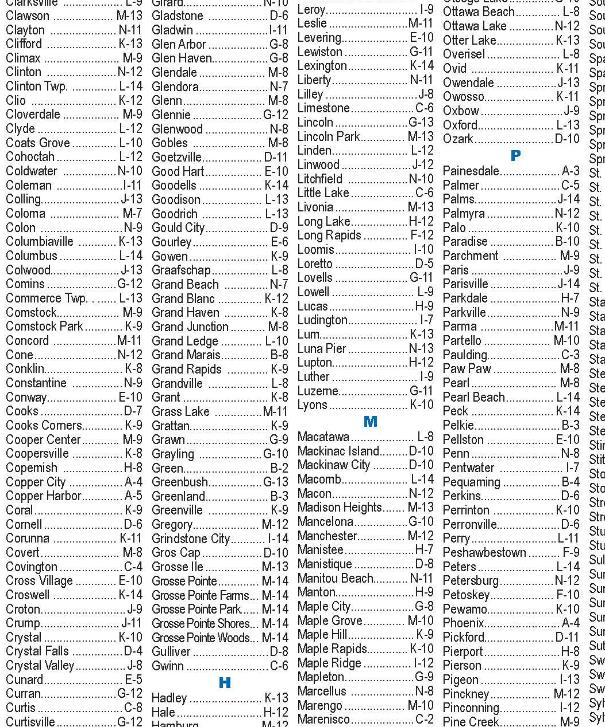 Clarksville .......... L-9
Clawson .......... M-13
Clayton .......... N-11
Clifford .......... K-13
Climax .......... M-9
Clinton .......... N-12
Clinton Twp. .......... L-14
Clio .......... K-12
Cloverdale .......... M-9
Clyde .......... L-12
Coats Grove .......... L-10
Cohoctah .......... L-12
Coldwater .......... N-10
Coleman .......... I-11
Colling .......... J-13
Coloma .......... M-7
Colon .......... N-9
Columbiaville .......... K-13
Columbus .......... L-14
Colwood .......... J-13
Comins .......... G-12
Commerce Twp. .......... L-13
Comstock .......... M-9
Comstock Park .......... K-9
Concord .......... M-11
Cone .......... N-12
Conklin .......... K-8
Constantine .......... N-9
Conway .......... E-10
Cooks .......... D-7
Cooks Corners .......... K-9
Cooper Center .......... M-9
Coopersville .......... K-8
Copemish .......... H-8
Copper City .......... A-4
Copper Harbor .......... A-5
Coral .......... K-9
Cornell .......... D-6
Corunna .......... K-11
Covert .......... M-8
Covington .......... C-4
Cross Village .......... E-10
Croswell .......... K-14
Croton .......... J-9
Crump .......... J-11
Crystal .......... K-10
Crystal Falls .......... D-4
Crystal Valley .......... J-8
Cunard .......... E-5
Curran .......... G-12
Curtis .......... C-8
Curtisville .......... G-12
Girard .......... N-10
Gladstone .......... D-6
Gladwin .......... I-11
Glen Arbor .......... G-8
Glen Haven .......... G-8
Glendale .......... M-8
Glendora .......... N-7
Glenn .......... M-8
Glennie .......... G-12
Glenwood .......... N-8
Gobles .......... M-8
Goetzville .......... D-11
Good Hart .......... E-10
Goodells .......... K-14
Goodison .......... L-13
Goodrich .......... L-13
Gould City .......... D-9
Gourley .......... E-6
Gowen .......... K-9
Graafschap .......... L-8
Grand Beach .......... N-7
Grand Blanc .......... K-12
Grand Haven .......... K-8
Grand Junction .......... M-8
Grand Ledge .......... L-10
Grand Marais .......... B-8
Grand Rapids .......... K-9
Grandville .......... L-8
Grant .......... K-8
Grass Lake .......... M-11
Grattan .......... K-9
Grawn .......... G-9
Grayling .......... G-10
Green .......... B-2
Greenbush .......... G-13
Greenland .......... B-3
Greenville .......... K-9
Gregory .......... M-12
Grindstone City .......... I-14
Gros Cap .......... D-10
Grosse Ile .......... M-13
Grosse Pointe .......... M-14
Grosse Pointe Farms... M-14
Grosse Pointe Park .... M-14
Grosse Pointe Shores... M-14
Grosse Pointe Woods... M-14
Gulliver .......... D-8
Gwinn .......... C-6
H
Hadley .......... K-13
Hale .......... H-12
Hamburg .......... M-12
Leroy .......... I-9
Leslie .......... M-11
Levering .......... E-10
Lewiston .......... G-11
Lexington .......... K-14
Liberty .......... N-11
Lilley .......... J-8
Limestone .......... C-6
Lincoln .......... G-13
Lincoln Park .......... M-13
Linden .......... L-12
Linwood .......... J-12
Litchfield .......... N-10
Little Lake .......... C-6
Livonia .......... M-13
Long Lake .......... H-12
Long Rapids .......... F-12
Loomis .......... I-10
Loretto .......... D-5
Lovells .......... G-11
Lowell .......... L-9
Lucas .......... H-9
Ludington .......... I-7
Lum .......... K-13
Luna Pier .......... N-13
Lupton .......... H-12
Luther .......... I-9
Luzerne .......... G-11
Lyons .......... K-10
M
Macatawa .......... L-8
Mackinac Island .......... D-10
Mackinaw City .......... D-10
Macomb .......... L-14
Macon .......... N-12
Madison Heights .......... M-13
Mancelona .......... G-10
Manchester .......... M-12
Manistee .......... H-7
Manistique .......... D-8
Manitou Beach .......... N-11
Manton .......... H-9
Maple City .......... G-8
Maple Grove .......... M-10
Maple Hill .......... K-9
Maple Rapids .......... K-10
Maple Ridge .......... I-12
Mapleton .......... G-9
Marcellus .......... N-8
Marengo .......... M-10
Marenisco .......... C-2
Ottawa Beach .......... L-8
Ottawa Lake .......... N-12
Otter Lake .......... K-13
Overisel .......... L-8
Ovid .......... K-11
Owendale .......... J-13
Owosso .......... K-11
Oxbow .......... J-9
Oxford .......... L-13
Ozark .......... D-10
P
Painesdale .......... A-3
Palmer .......... C-5
Palms .......... J-14
Palmyra .......... N-12
Palo .......... K-10
Paradise .......... B-10
Parchment .......... M-9
Paris .......... J-9
Parisville .......... J-14
Parkdale .......... H-7
Parkville .......... N-9
Parma .......... M-11
Partello .......... M-10
Paulding .......... C-3
Paw Paw .......... M-8
Pearl .......... M-8
Pearl Beach .......... L-14
Peck .......... K-14
Pelkie .......... B-3
Pellston .......... E-10
Penn .......... N-8
Pentwater .......... I-7
Pequaming .......... B-4
Perkins .......... D-6
Perrinton .......... K-10
Perronville .......... D-6
Perry .......... L-11
Peshawbestown .......... F-9
Peters .......... L-14
Petersburg .......... N-12
Petoskey .......... F-10
Pewamo .......... K-10
Phoenix .......... A-4
Pickford .......... D-11
Pierport .......... H-8
Pierson .......... K-9
Pigeon .......... I-13
Pinckney .......... M-12
Pinconning .......... I-12
Pine Creek .......... M-9